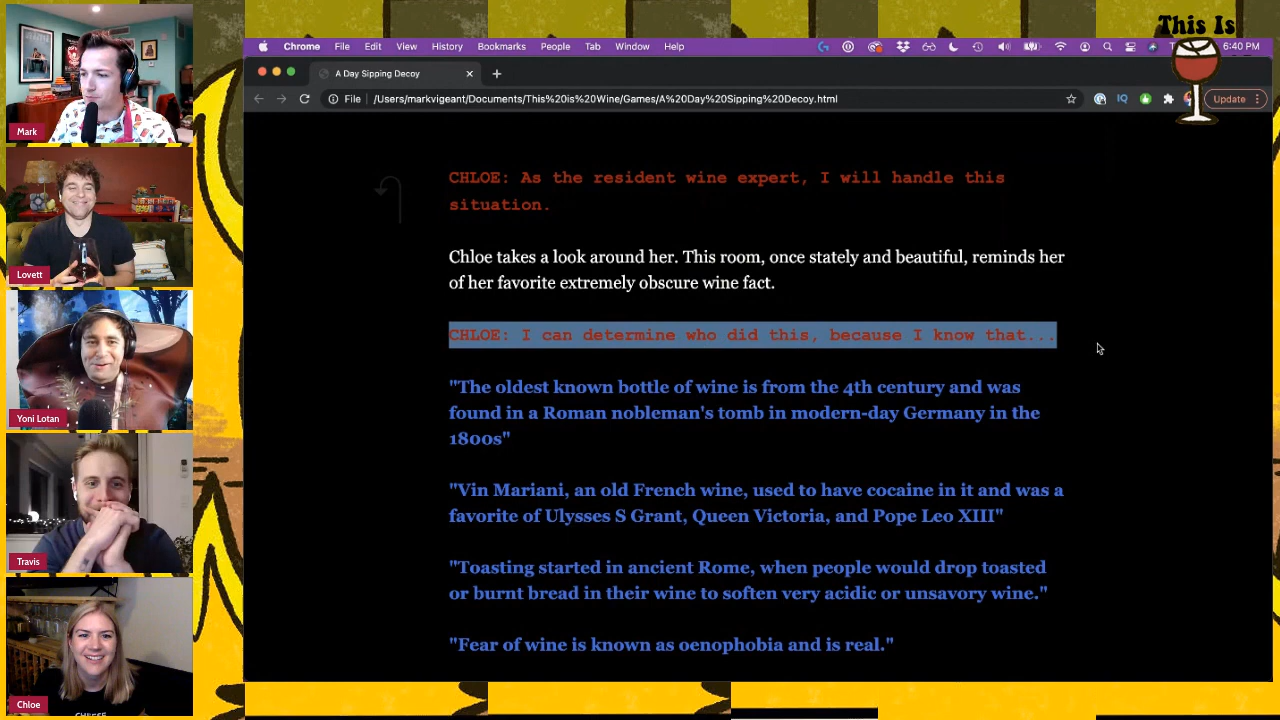 This Is
Chrome File Edit View History Bookmarks People Tab Window Help
6:40 PM
A Day Sipping Decoy
File /Users/markvigeant/Documents/This%20is%20Wine/Games/A%20Day%20Sipping%20Decoy.html
IQ
Update
CHLOE: As the resident wine expert, I will handle this
situation.
Chloe takes a look around her. This room, once stately and beautiful, reminds her
of her favorite extremely obscure wine fact.
CHLOE: I can determine who did this, because I know that...
"The oldest known bottle of wine is from the 4th century and was
found in a Roman nobleman's tomb in modern-day Germany in the
1800s"
"Vin Mariani, an old French wine, used to have cocaine in it and was a
favorite of Ulysses S Grant, Queen Victoria, and Pope Leo XIII"
"Toasting started in ancient Rome, when people would drop toasted
or burnt bread in their wine to soften very acidic or unsavory wine."
"Fear of wine is known as oenophobia and is real."
Mark
Lovett
Yoni Lotan
Travis
Chloe